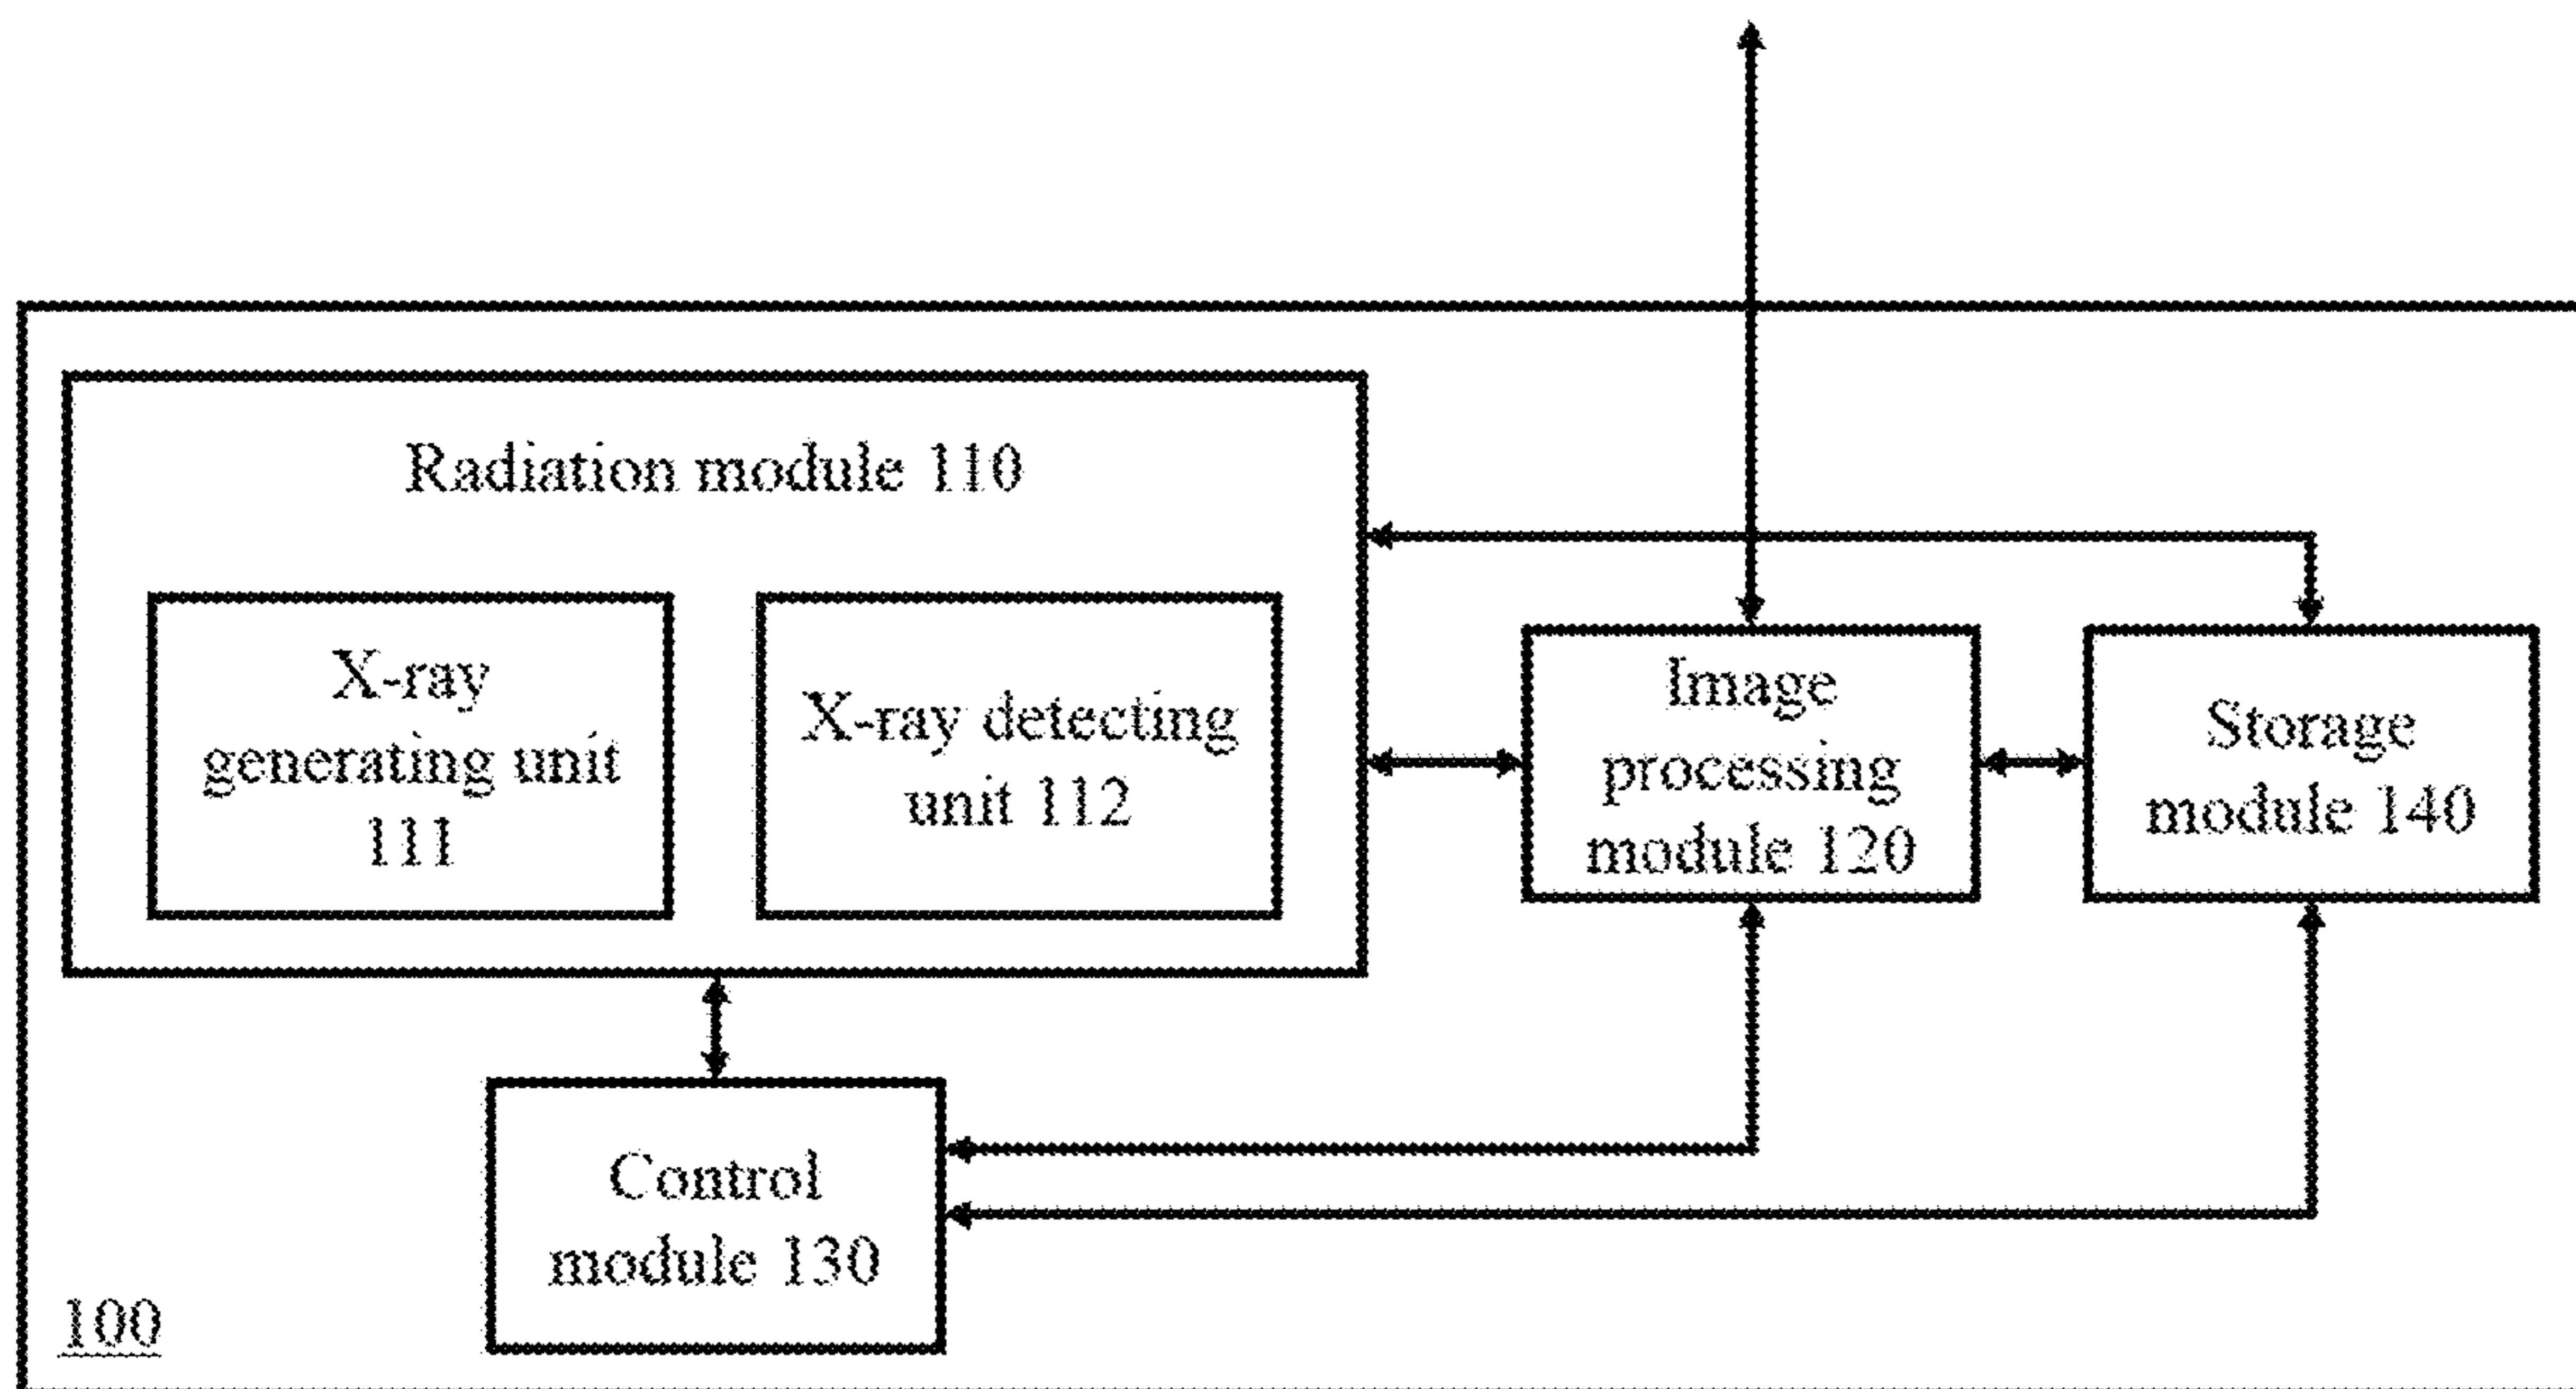 Radiation module 110
X-ray
generating unit
111
X-ray detecting
unit 112
Image
processing
module 120
Storage
module 140
Control
module 130
100